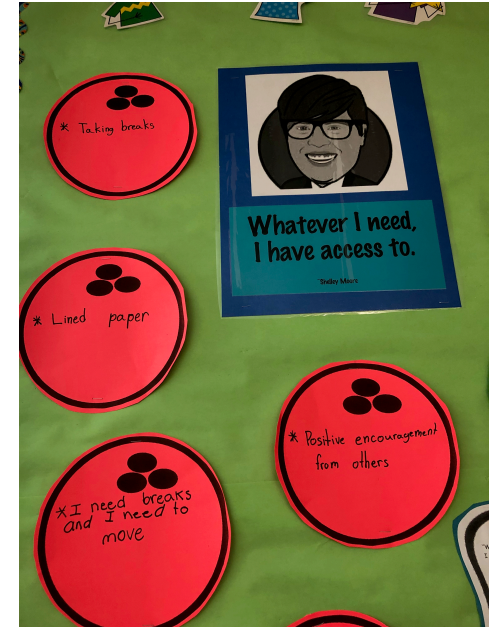 * Taking breaks
Whatever I need,
I have access to.
Shelley Moore
* Lined paper
* Positive encouragement
from others
* I need breaks
and I need to
move